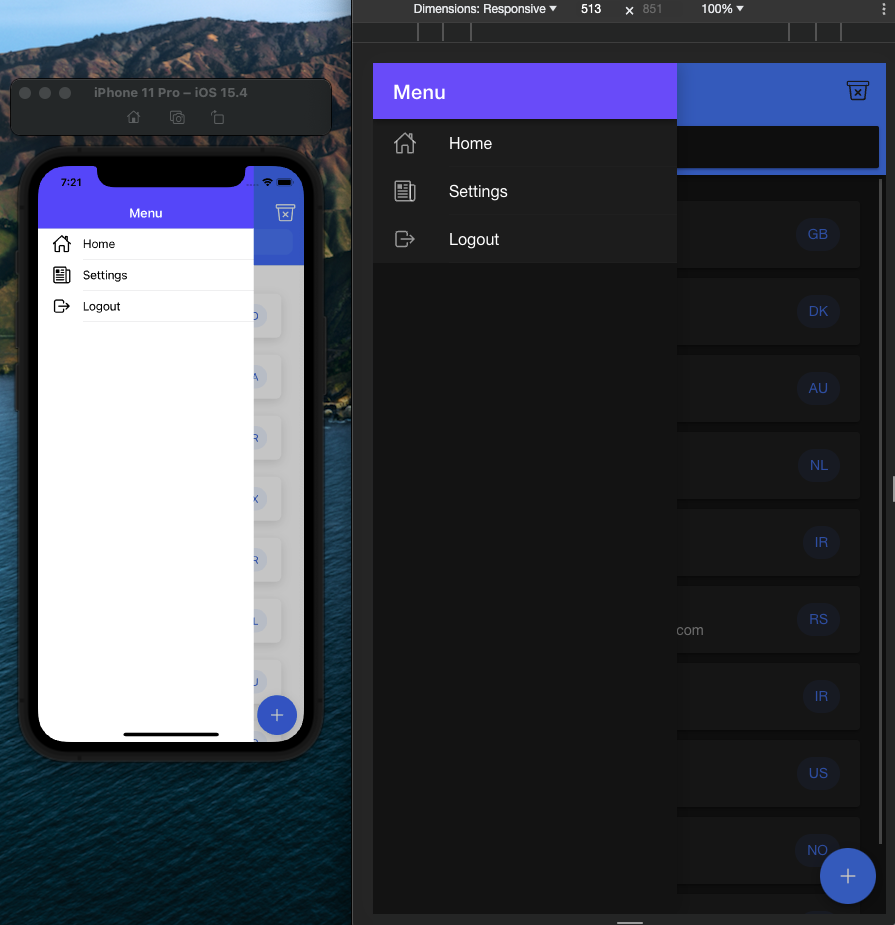 iPhone 11 Pro – iOS 15.4
7:21
Menu
Home
Settings
Logout
D
A
R
X
R
L
U
Dimensions: Responsive ▾ 513 × 851 100% ▾
Menu
Home
Settings
Logout
GB
DK
AU
NL
IR
RS
com
IR
US
NO